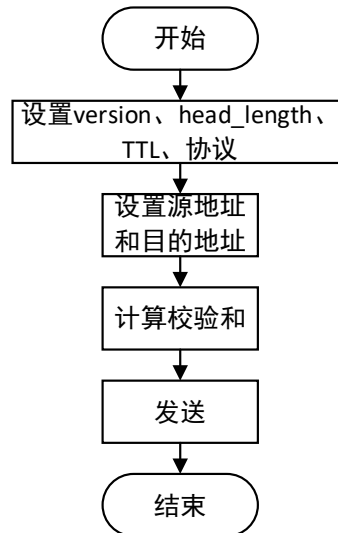 开始
设置version、head_length、
TTL、协议
设置源地址
和目的地址
计算校验和
发送
结束